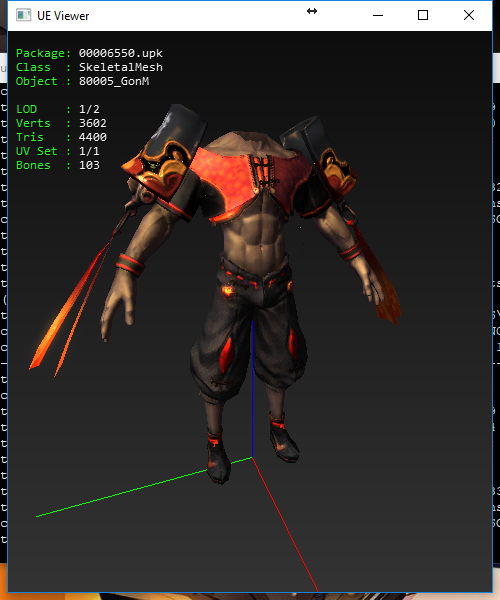 UE Viewer
Package: 00006550.upk
Class  : SkeletalMesh
Object : 80005_GonM
LOD    : 1/2
Verts  : 3602
Tris   : 4400
UV Set : 1/1
Bones  : 103